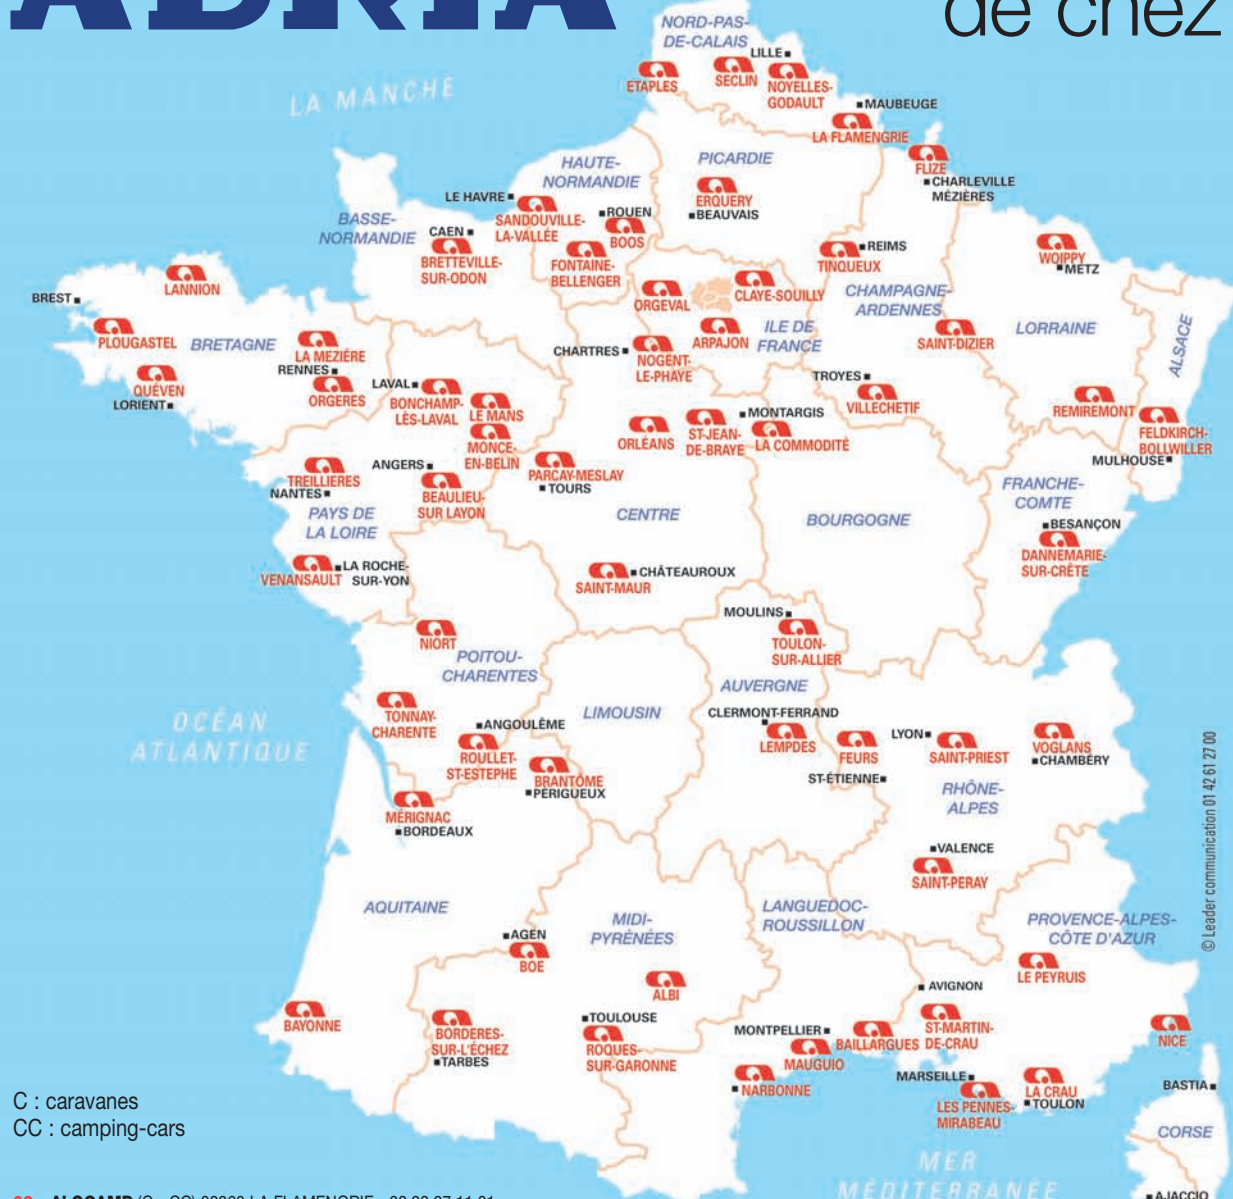 ADRIA
de chez
NORD-PAS-
DE-CALAIS
LILLE
ETAPLES
SECLIN
NOYELLES-
GODAULT
MAUBEUGE
LA FLAMENGRIE
LA MANCHE
HAUTE-
NORMANDIE
PICARDIE
FLIZE
CHARLEVILLE
MÉZIÈRES
LE HAVRE
ERQUERY
BEAUVAIS
BASSE-
NORMANDIE
CAEN
SANDOUVILLE-
LA-VALLÉE
ROUEN
BOOS
BRETTEVILLE-
SUR-ODON
FONTAINE-
BELLENGER
REIMS
TINQUEUX
WOIPPY
METZ
BREST
LANNION
ORGEVAL
CLAYE-SOUILLY
CHAMPAGNE-
ARDENNES
PLOUGASTEL
BRETAGNE
LA MEZIÉRE
RENNES
ORGERES
CHARTRES
NOGENT-
LE-PHAYE
ARPAJON
ILE DE
FRANCE
SAINT-DIZIER
LORRAINE
ALSACE
QUÉVEN
LORIENT
LAVAL
BONCHAMP-
LÈS-LAVAL
LE MANS
MONCE-
EN-BELIN
TROYES
VILLECHETIF
REMIREMONT
FELDKIRCH-
BOLLWILLER
MULHOUSE
ORLÉANS
ST-JEAN-
DE-BRAYE
MONTARGIS
LA COMMODITÉ
TREILLIERES
NANTES
ANGERS
BEAULIEU-
SUR LAYON
PARCAY-MESLAY
TOURS
PAYS DE
LA LOIRE
CENTRE
BOURGOGNE
FRANCHE-
COMTE
BESANÇON
DANNEMARIE-
SUR-CRÊTE
VENANSAULT
LA ROCHE-
SUR-YON
SAINT-MAUR
CHÂTEAUROUX
MOULINS
TOULON-
SUR-ALLIER
NIORT
POITOU-
CHARENTES
LIMOUSIN
AUVERGNE
OCÉAN
ATLANTIQUE
TONNAY-
CHARENTE
ANGOULÊME
ROULLET-
ST-ESTEPHE
BRANTÔME
PÉRIGUEUX
CLERMONT-FERRAND
LEMPDES
FEURS
ST-ÉTIENNE
LYON
SAINT-PRIEST
VOGLANS
CHAMBÉRY
RHÔNE-
ALPES
MÉRIGNAC
BORDEAUX
VALENCE
SAINT-PERAY
AQUITAINE
MIDI-
PYRÉNÉES
LANGUEDOC-
ROUSSILLON
PROVENCE-ALPES-
CÔTE D'AZUR
AGEN
BOE
ALBI
LE PEYRUIS
AVIGNON
BAYONNE
BORDERES-
SUR-L'ÉCHEZ
TARBES
TOULOUSE
ROQUES-
SUR-GARONNE
MONTPELLIER
BAILLARGUES
MAUGUIO
ST-MARTIN-
DE-CRAU
NICE
NARBONNE
MARSEILLE
LES PENNES-
MIRABEAU
LA CRAU
TOULON
BASTIA
CORSE
AJACCIO
MER
MÉDITERRANÉE
© Leader communication 01 42 61 27 00
C : caravanes
CC : camping-cars